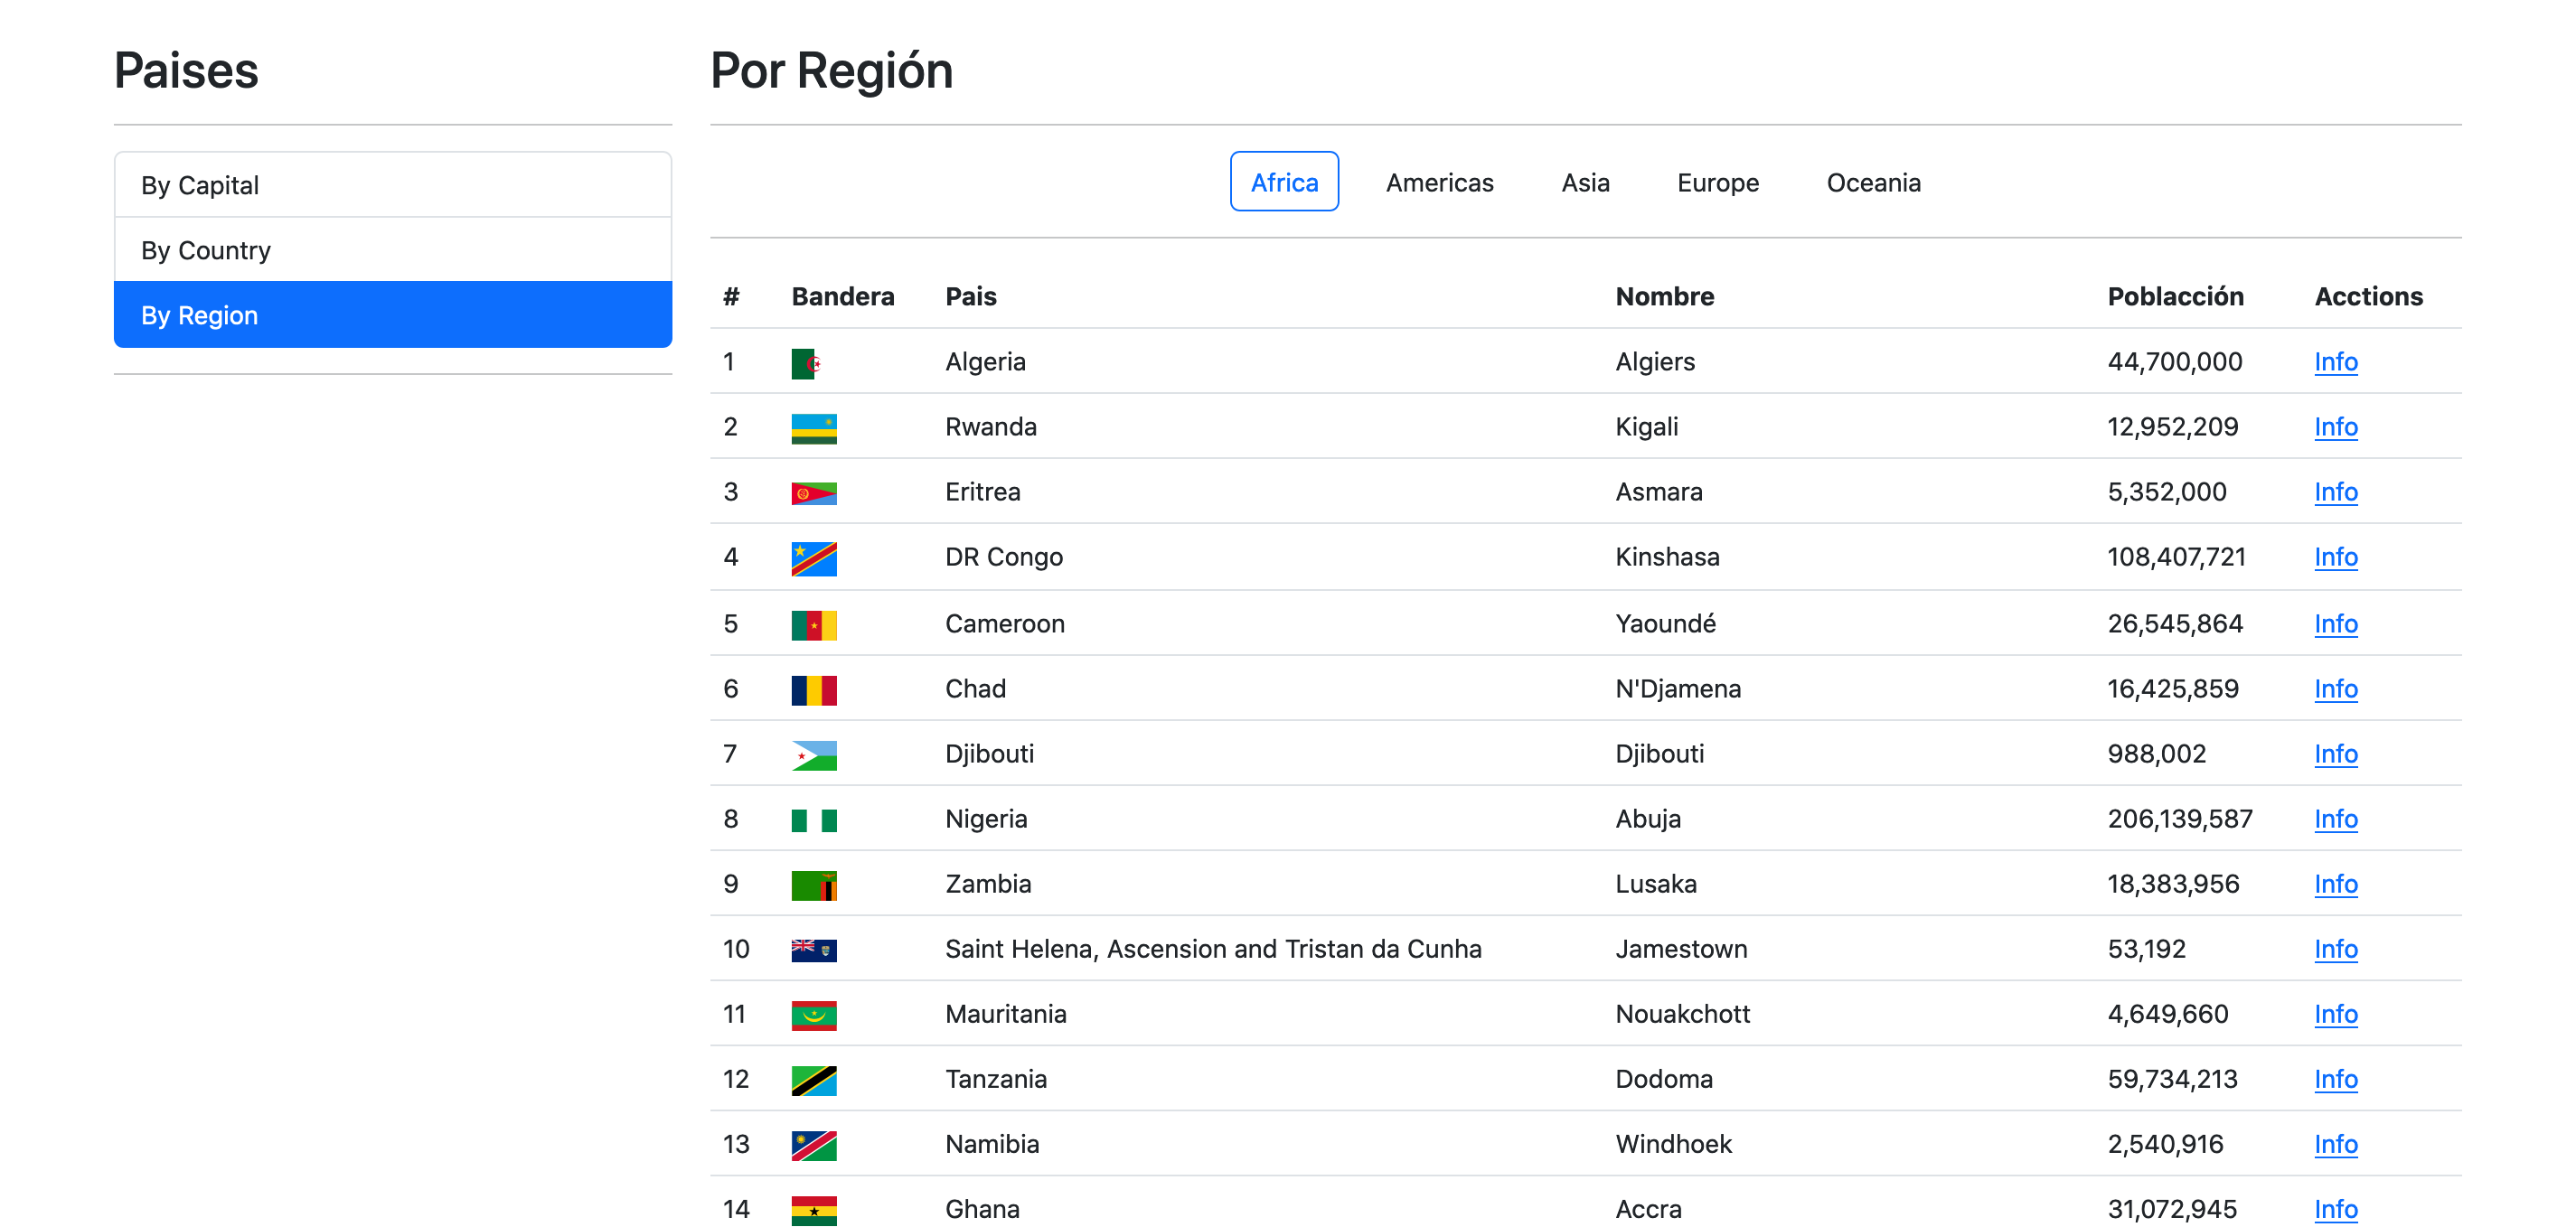 Paises
By Capital
By Country
By Region
Por Región
Africa Americas Asia Europe Oceania
# Bandera Pais Nombre Poblacción Acctions
1 Algeria Algiers 44,700,000 Info
2 Rwanda Kigali 12,952,209 Info
3 Eritrea Asmara 5,352,000 Info
4 DR Congo Kinshasa 108,407,721 Info
5 Cameroon Yaoundé 26,545,864 Info
6 Chad N'Djamena 16,425,859 Info
7 Djibouti Djibouti 988,002 Info
8 Nigeria Abuja 206,139,587 Info
9 Zambia Lusaka 18,383,956 Info
10 Saint Helena, Ascension and Tristan da Cunha Jamestown 53,192 Info
11 Mauritania Nouakchott 4,649,660 Info
12 Tanzania Dodoma 59,734,213 Info
13 Namibia Windhoek 2,540,916 Info
14 Ghana Accra 31,072,945 Info